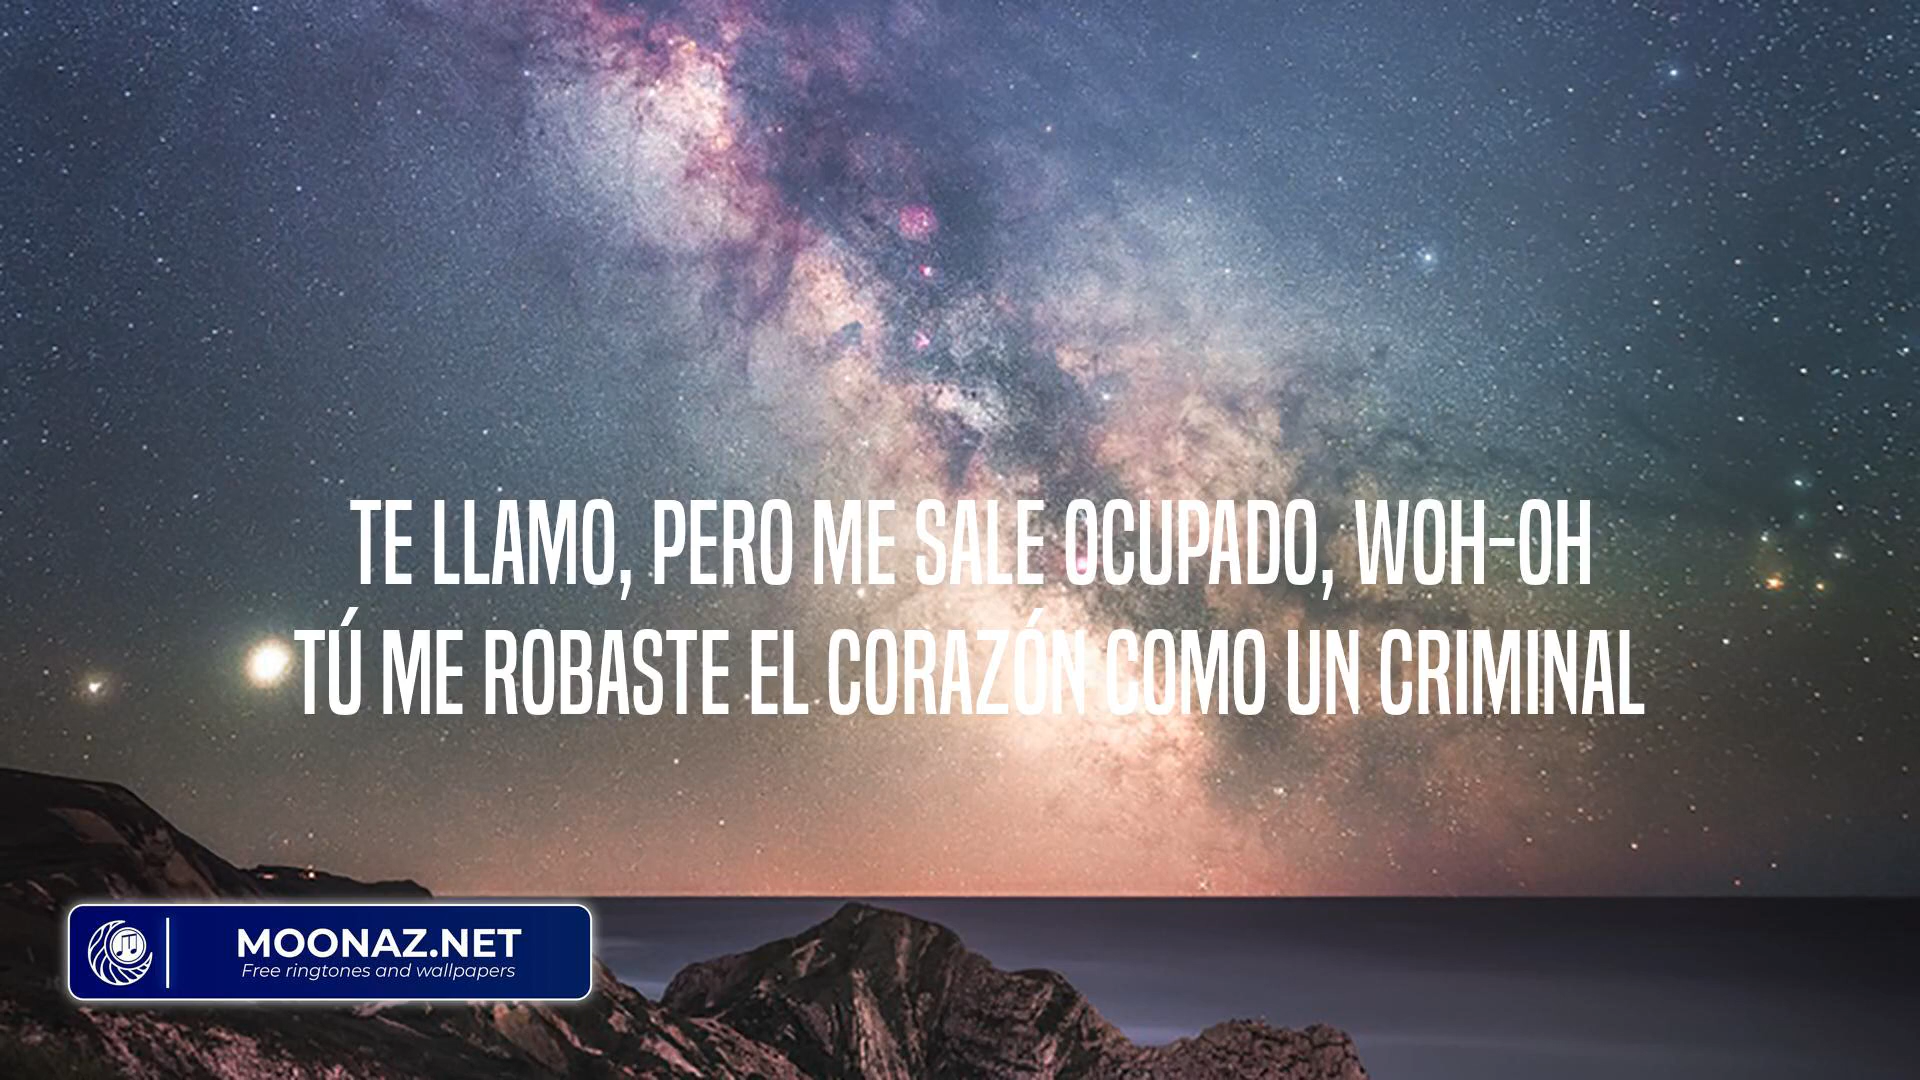 TE LLAMO, PERO ME SALE OCUPADO, WOH-OH
TÚ ME ROBASTE EL CORAZÓN COMO UN CRIMINAL
MOONAZ.NET
Free ringtones and wallpapers